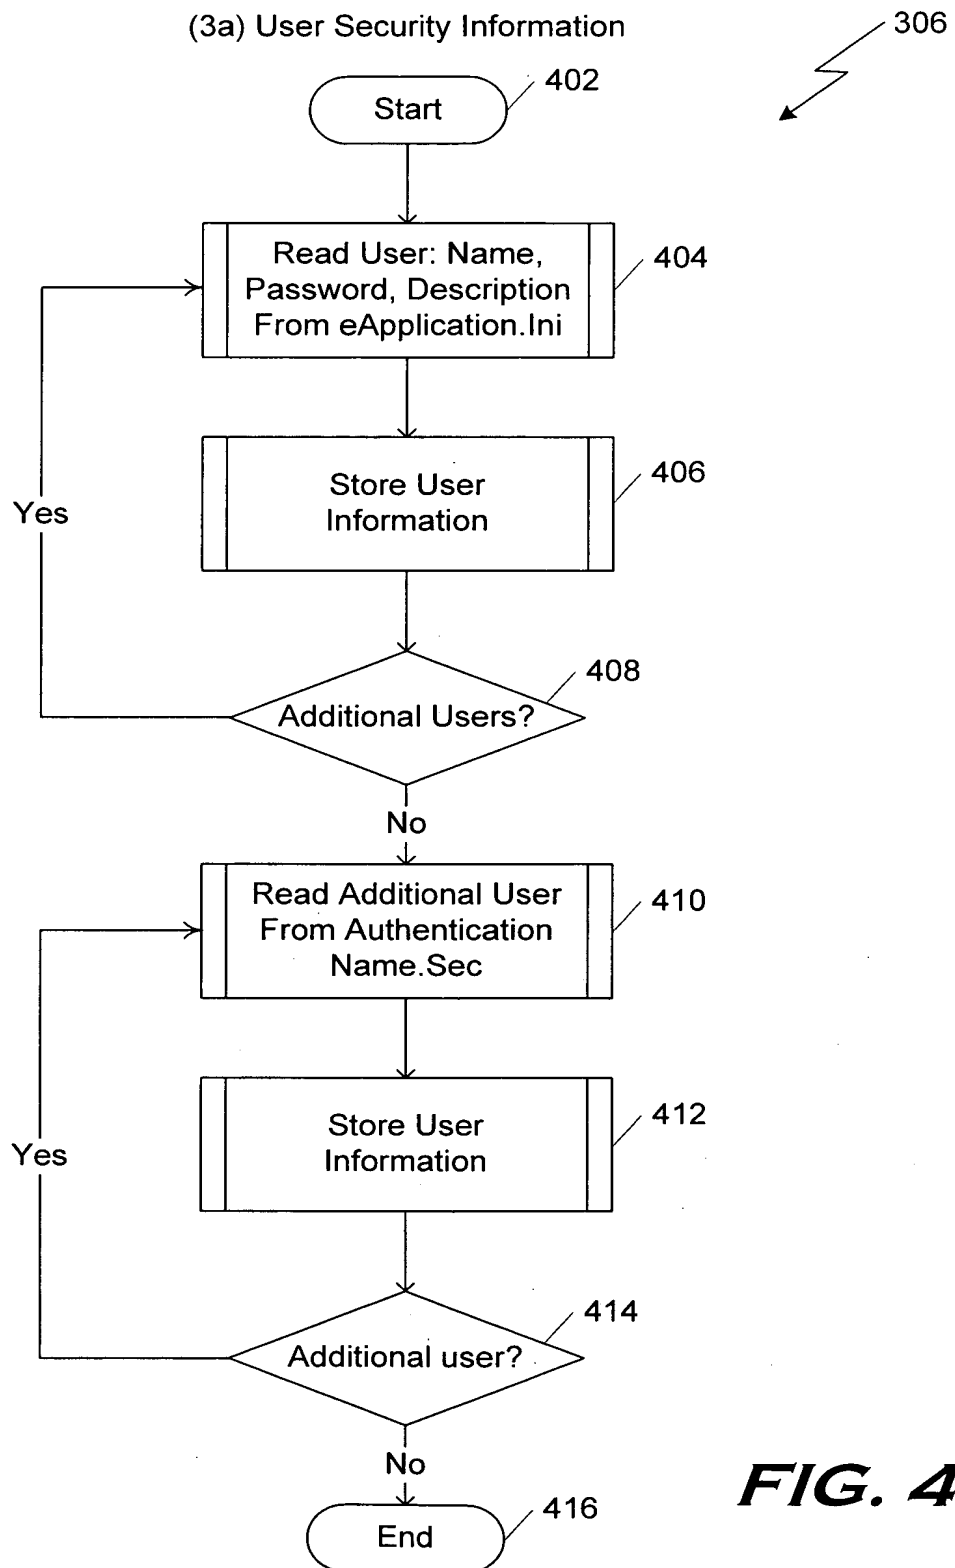 (3a) User Security Information
306
Start
402
Read User: Name,
Password, Description
From eApplication.Ini
404
Store User
Information
406
Yes
Additional Users?
408
No
Read Additional User
From Authentication
Name.Sec
410
Store User
Information
412
Yes
Additional user?
414
No
End
416
FIG. 4